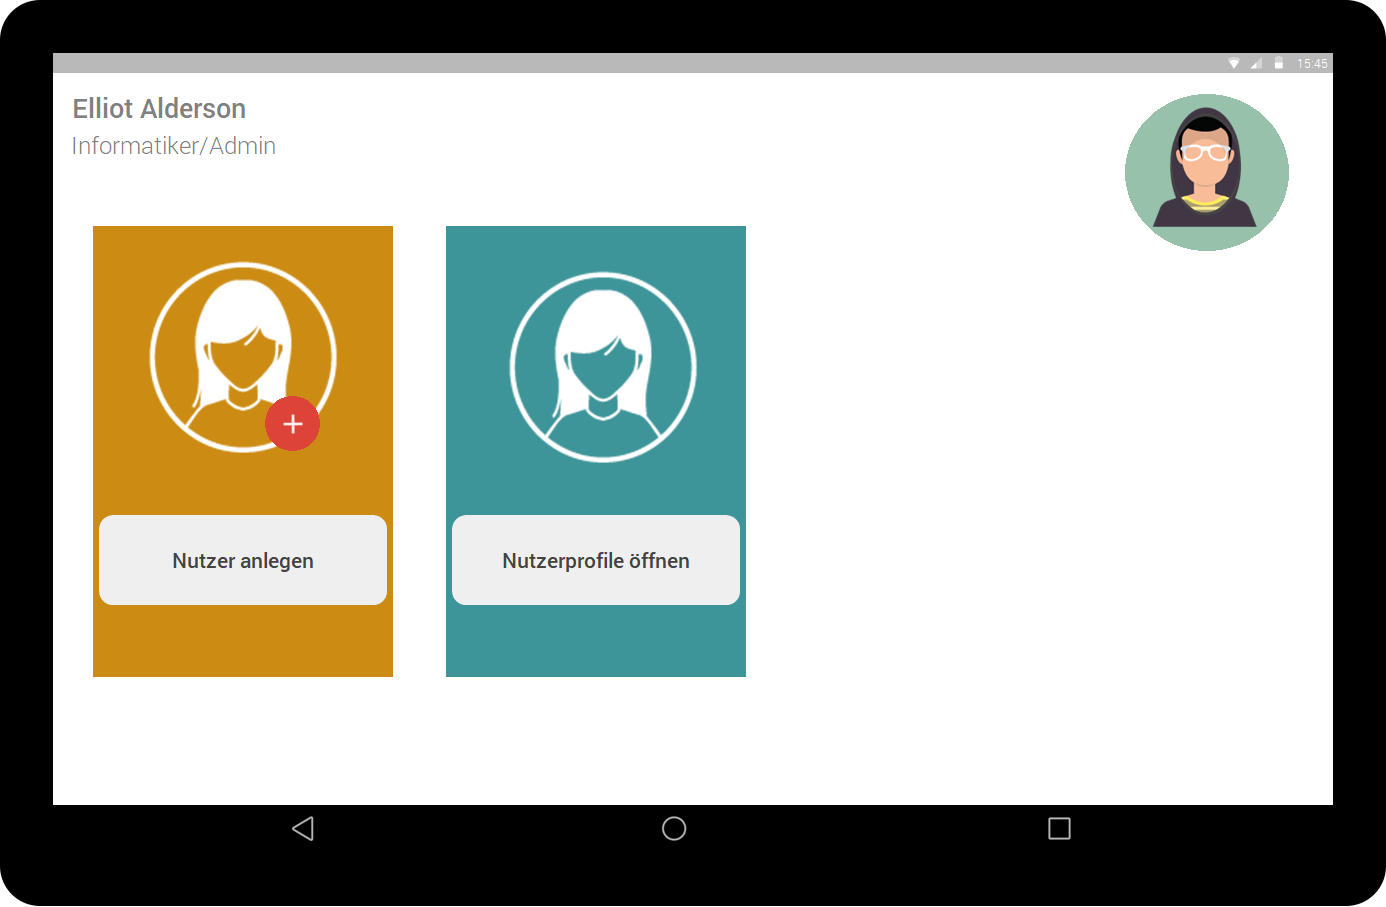 15:45
Elliot Alderson
Informatiker/Admin
Nutzer anlegen
Nutzerprofile öffnen